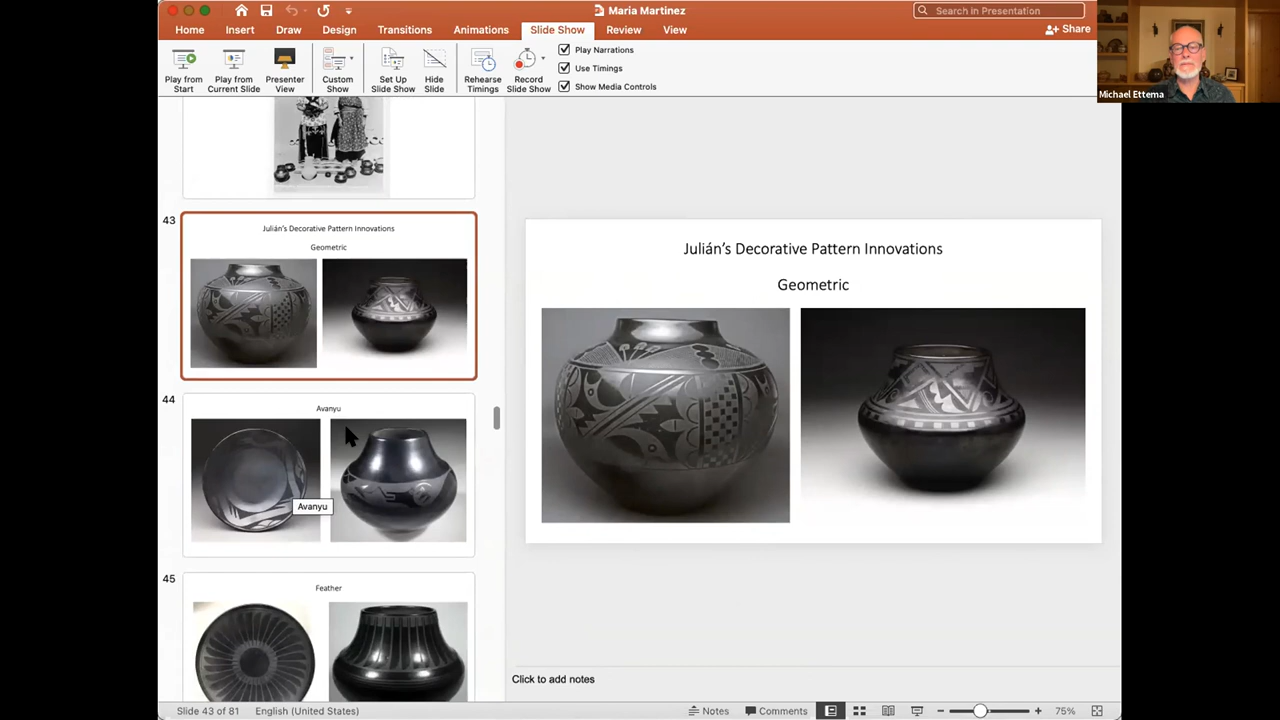 Maria Martinez
Search in Presentation
Home Insert Draw Design Transitions Animations Slide Show Review View
Share
Play from Start
Play from Current Slide
Presenter View
Custom Show
Set Up Slide Show
Hide Slide
Rehearse Timings
Record Slide Show
Play Narrations
Use Timings
Show Media Controls
Michael Ettema
43
Julián's Decorative Pattern Innovations
Geometric
44
Avanyu
Avanyu
45
Feather
Julián's Decorative Pattern Innovations
Geometric
Click to add notes
Slide 43 of 81 English (United States)
Notes Comments 75%